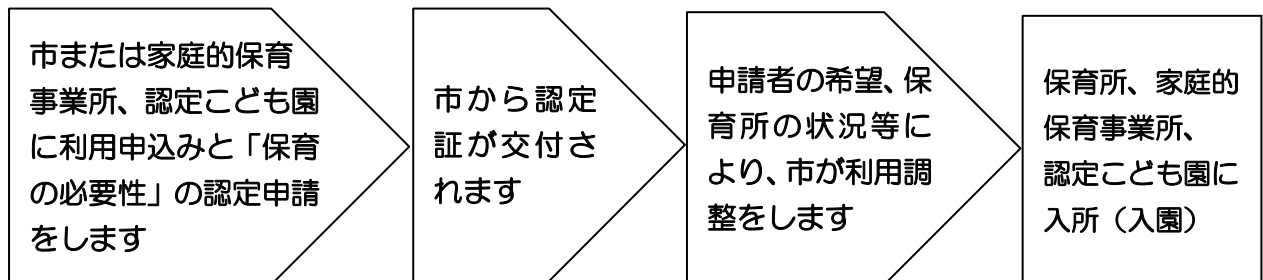 市または家庭的保育
事業所、認定こども園
に利用申込みと「保育
の必要性」の認定申請
をします
市から認定
証が交付さ
れます
申請者の希望、保
育所の状況等に
より、市が利用調
整をします
保育所、家庭的
保育事業所、
認定こども園に
入所（入園）